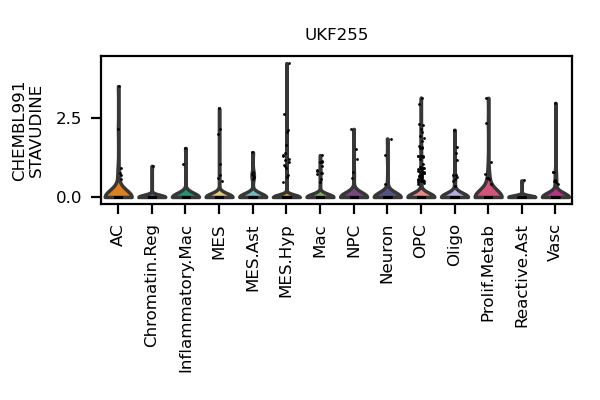 UKF255
CHEMBL991
STAVUDINE
2.5
0.0
AC
Chromatin.Reg
Inflammatory.Mac
MES
MES.Ast
MES.Hyp
Mac
NPC
Neuron
OPC
Oligo
Prolif.Metab
Reactive.Ast
Vasc